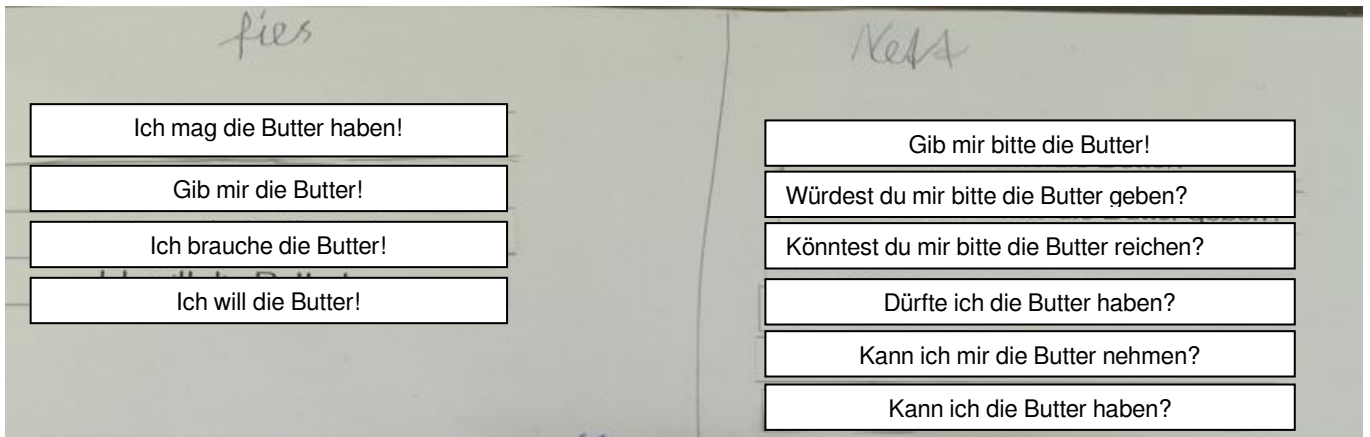 fies
Ich mag die Butter haben!
Gib mir die Butter!
Ich brauche die Butter!
Ich will die Butter!
Nett
Gib mir bitte die Butter!
Würdest du mir bitte die Butter geben?
Könntest du mir bitte die Butter reichen?
Dürfte ich die Butter haben?
Kann ich mir die Butter nehmen?
Kann ich die Butter haben?